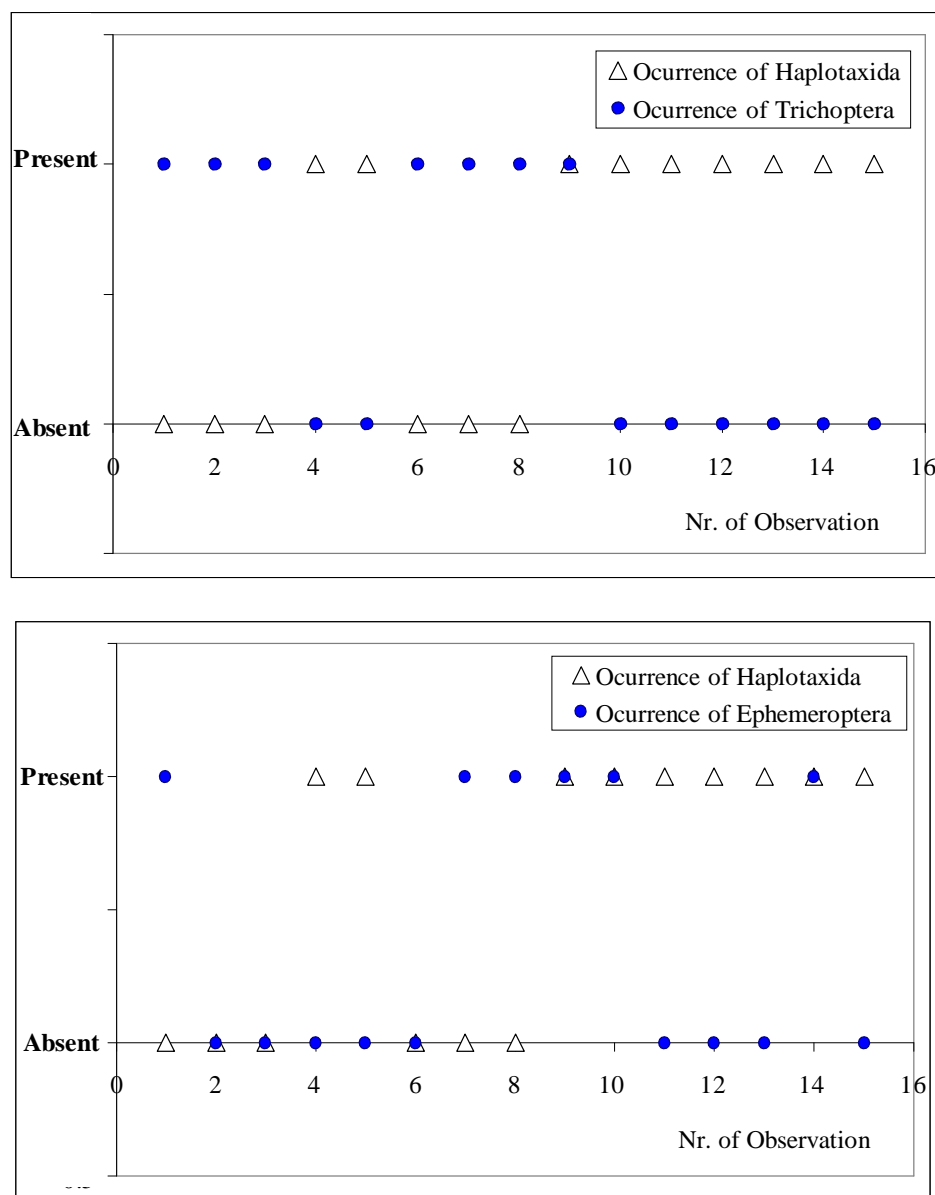 Ocurrence of Haplotaxida
Ocurrence of Trichoptera
Present
Absent
0 2 4 6 8 10 12 14 16
Nr. of Observation
Ocurrence of Haplotaxida
Ocurrence of Ephemeroptera
Present
Absent
0 2 4 6 8 10 12 14 16
Nr. of Observation